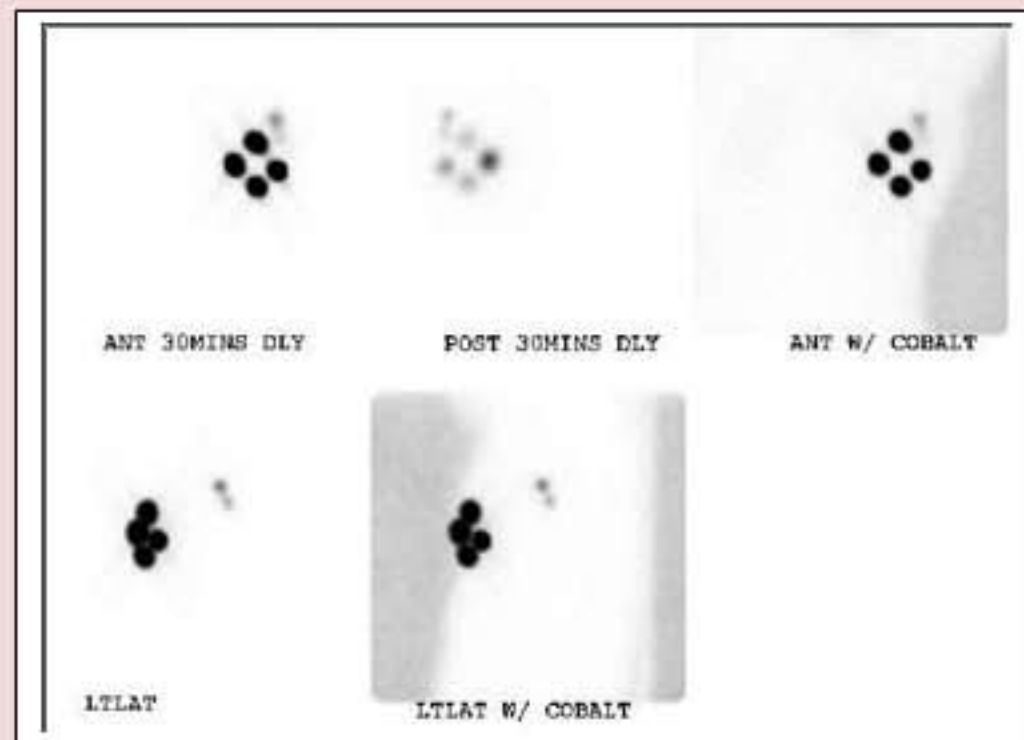 ANT 30MINS DLY
POST 30MINS DLY
ANT W/ COBALT
LTLAT
LTLAT W/ COBALT